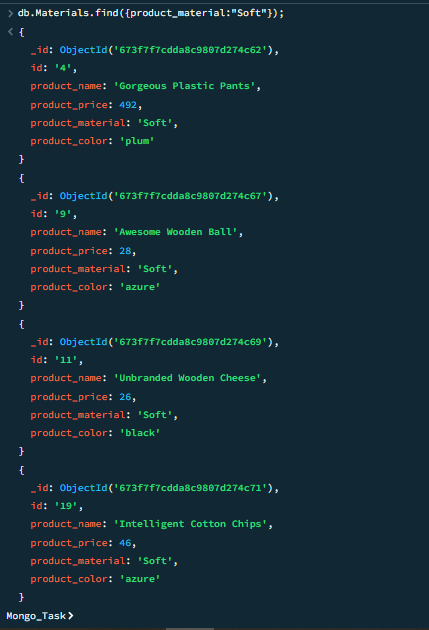 > db.Materials.find({product_material:"Soft"});
< {
_id: ObjectId('673f7f7cdda8c9807d274c62'),
id: '4',
product_name: 'Gorgeous Plastic Pants',
product_price: 492,
product_material: 'Soft',
product_color: 'plum'
}
{
_id: ObjectId('673f7f7cdda8c9807d274c67'),
id: '9',
product_name: 'Awesome Wooden Ball',
product_price: 28,
product_material: 'Soft',
product_color: 'azure'
}
{
_id: ObjectId('673f7f7cdda8c9807d274c69'),
id: '11',
product_name: 'Unbranded Wooden Cheese',
product_price: 26,
product_material: 'Soft',
product_color: 'black'
}
{
_id: ObjectId('673f7f7cdda8c9807d274c71'),
id: '19',
product_name: 'Intelligent Cotton Chips',
product_price: 46,
product_material: 'Soft',
product_color: 'azure'
}
Mongo_Task>